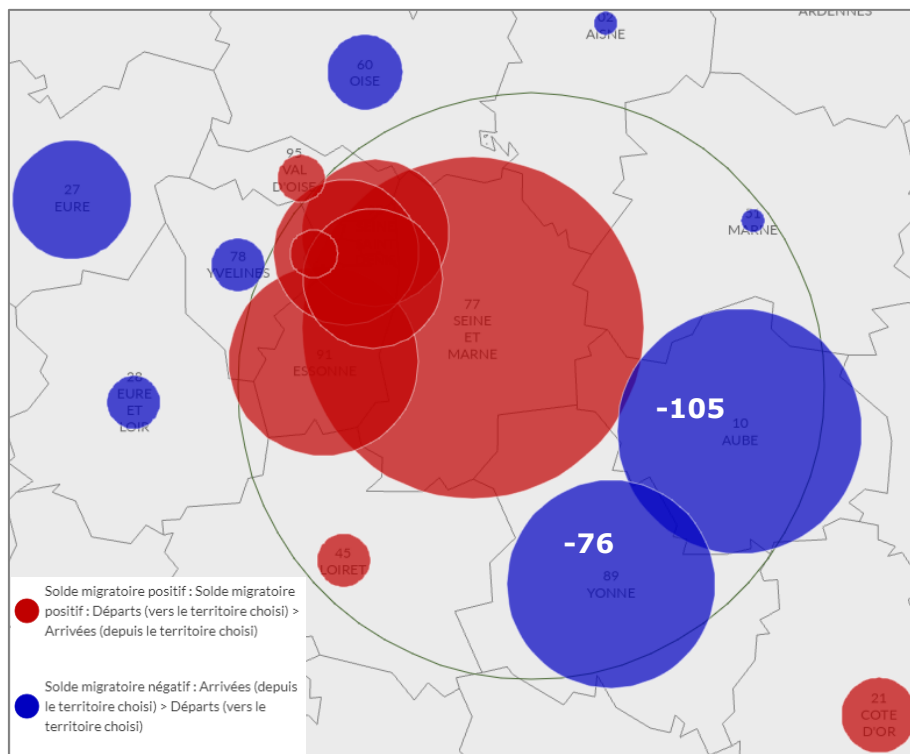 ARDENNES
02
AISNE
60
OISE
95
VAL
D'OISE
27
EURE
51
MARNE
78
YVELINES
77
SEINE
ET
MARNE
91
ESSONNE
28
EURE
ET
LOIR
-105
10
AUBE
-76
89
YONNE
45
LOIRET
21
COTE
D'OR
Solde migratoire positif : Solde migratoire
positif : Départs (vers le territoire choisi) >
Arrivées (depuis le territoire choisi)
Solde migratoire négatif : Arrivées (depuis
le territoire choisi) > Départs (vers le
territoire choisi)